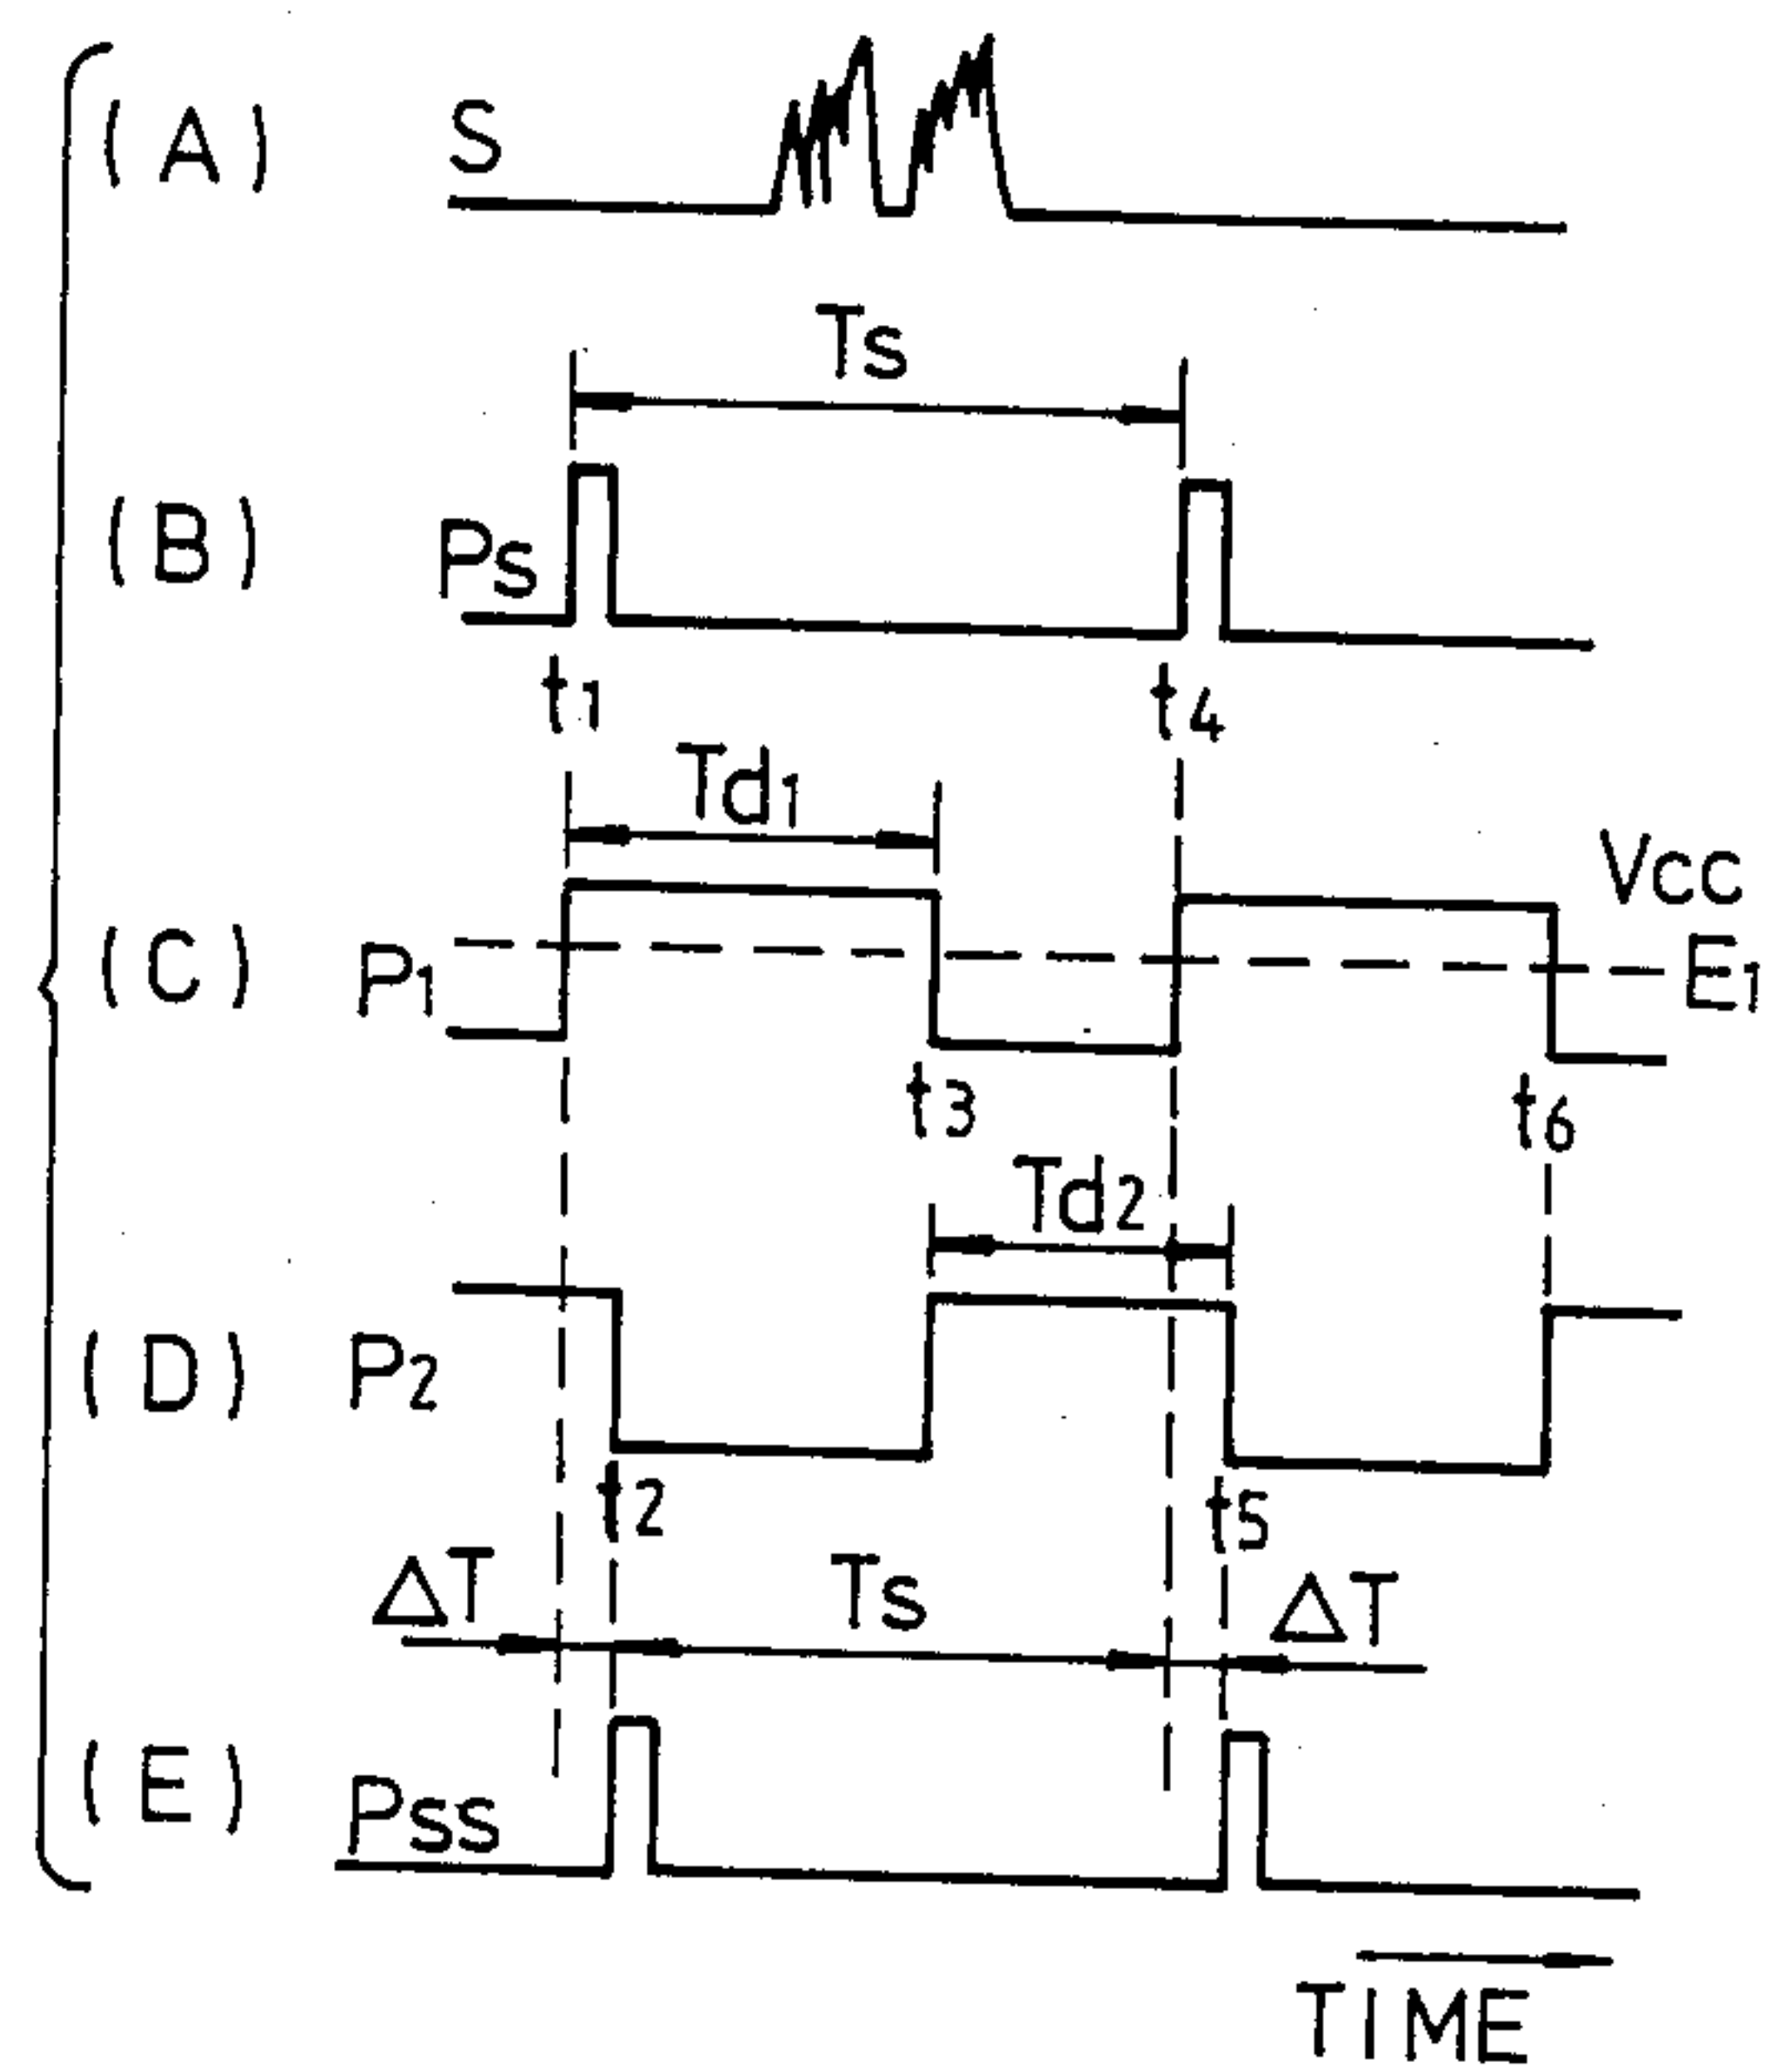 (A) S
Ts
(B) Ps
t1 t4
Td1
Vcc
(C) P1 E1
t3 t6
Td2
(D) P2
t2 t5
ΔT Ts ΔT
(E) Pss
TIME